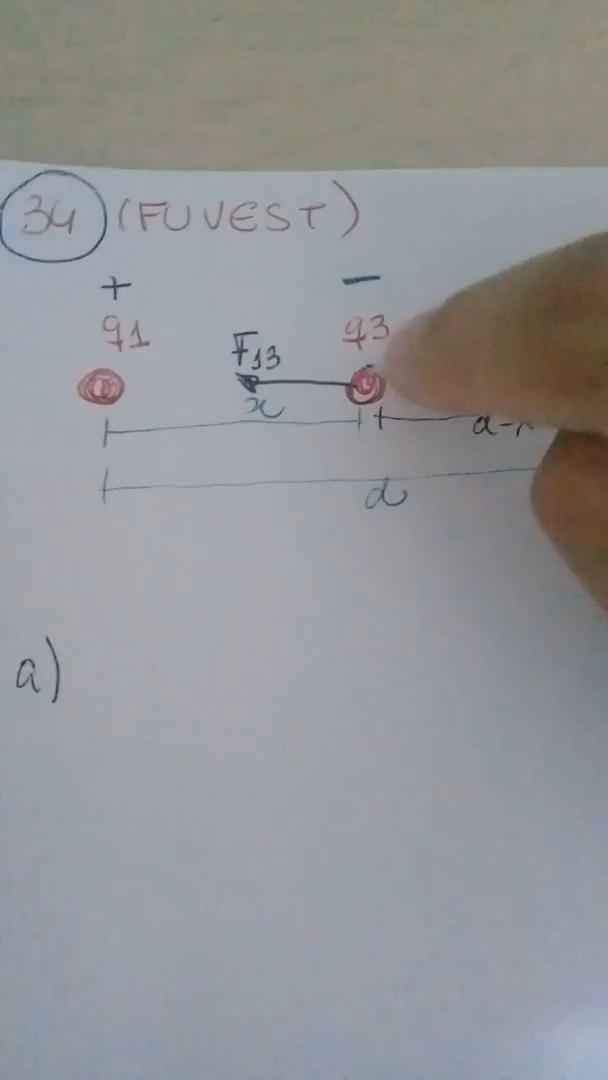 34 (FUVEST)
+ −
q1 q3
F13
x
d
a)